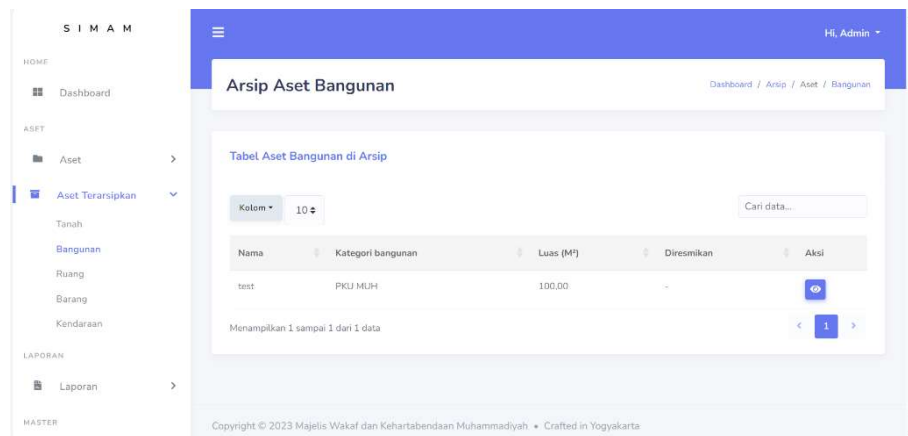 S I M A M
Hi, Admin
HOME
Dashboard
Arsip Aset Bangunan
Dashboard / Arsip / Aset / Bangunan
ASET
Aset
Aset Terarsipkan
Tanah
Bangunan
Ruang
Barang
Kendaraan
LAPORAN
Laporan
MASTER
Tabel Aset Bangunan di Arsip
Kolom 10 Cari data...
Nama Kategori bangunan Luas (M²) Diresmikan Aksi
test PKU MUH 100,00 -
Menampilkan 1 sampai 1 dari 1 data
< 1 >
Copyright © 2023 Majelis Wakaf dan Kehartabendaan Muhammadiyah • Crafted in Yogyakarta